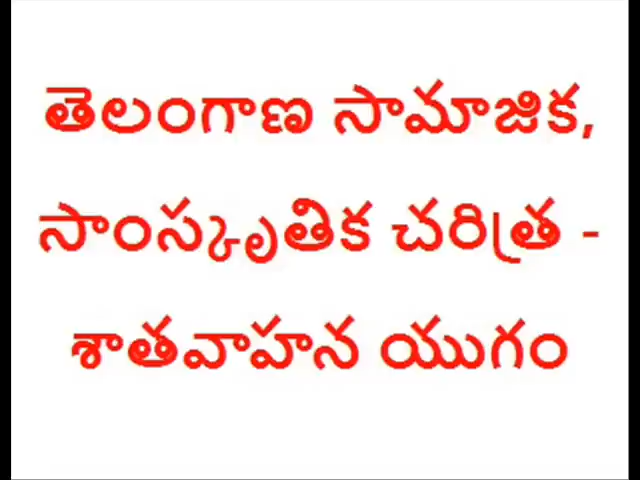 తెలంగాణ సామాజిక,
సాంస్కృతిక చరిత్ర -
శాతవాహన యుగం